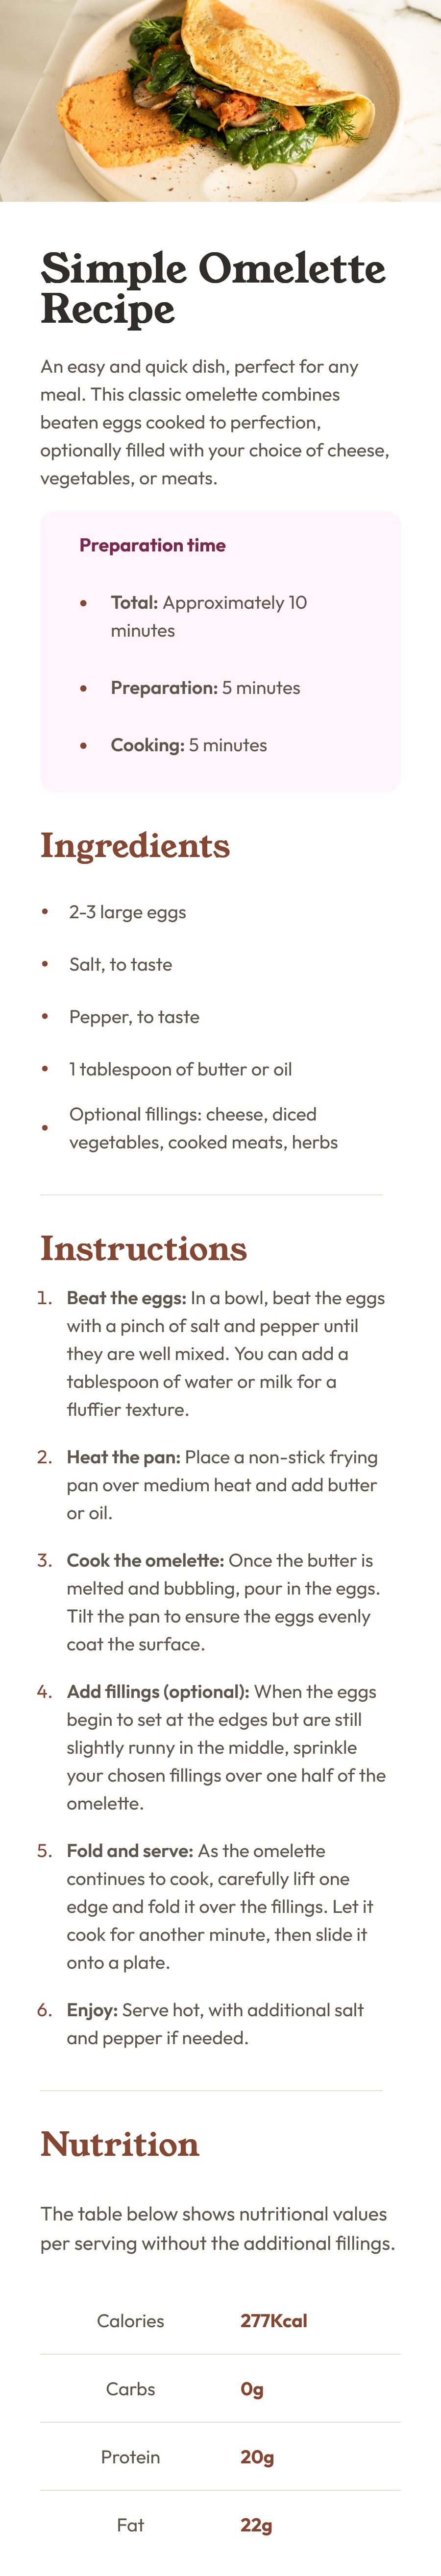 Simple Omelette
Recipe
An easy and quick dish, perfect for any
meal. This classic omelette combines
beaten eggs cooked to perfection,
optionally filled with your choice of cheese,
vegetables, or meats.
Preparation time
• Total: Approximately 10
minutes
• Preparation: 5 minutes
• Cooking: 5 minutes
Ingredients
• 2-3 large eggs
• Salt, to taste
• Pepper, to taste
• 1 tablespoon of butter or oil
• Optional fillings: cheese, diced
vegetables, cooked meats, herbs
Instructions
1. Beat the eggs: In a bowl, beat the eggs
with a pinch of salt and pepper until
they are well mixed. You can add a
tablespoon of water or milk for a
fluffier texture.
2. Heat the pan: Place a non-stick frying
pan over medium heat and add butter
or oil.
3. Cook the omelette: Once the butter is
melted and bubbling, pour in the eggs.
Tilt the pan to ensure the eggs evenly
coat the surface.
4. Add fillings (optional): When the eggs
begin to set at the edges but are still
slightly runny in the middle, sprinkle
your chosen fillings over one half of the
omelette.
5. Fold and serve: As the omelette
continues to cook, carefully lift one
edge and fold it over the fillings. Let it
cook for another minute, then slide it
onto a plate.
6. Enjoy: Serve hot, with additional salt
and pepper if needed.
Nutrition
The table below shows nutritional values
per serving without the additional fillings.
Calories 277Kcal
Carbs 0g
Protein 20g
Fat 22g